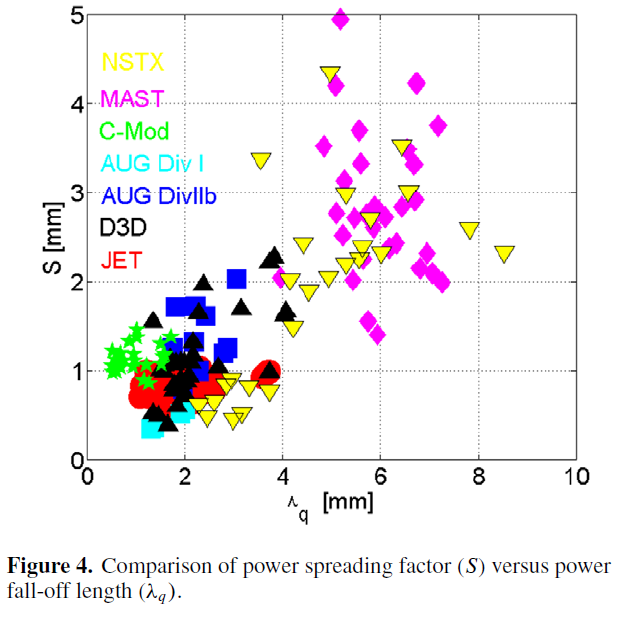 5
4
3
2
1
0
S [mm]
NSTX
MAST
C-Mod
AUG Div I
AUG DivIIb
D3D
JET
0 2 4 6 8 10
λq [mm]
Figure 4. Comparison of power spreading factor (S) versus power
fall-off length (λq).